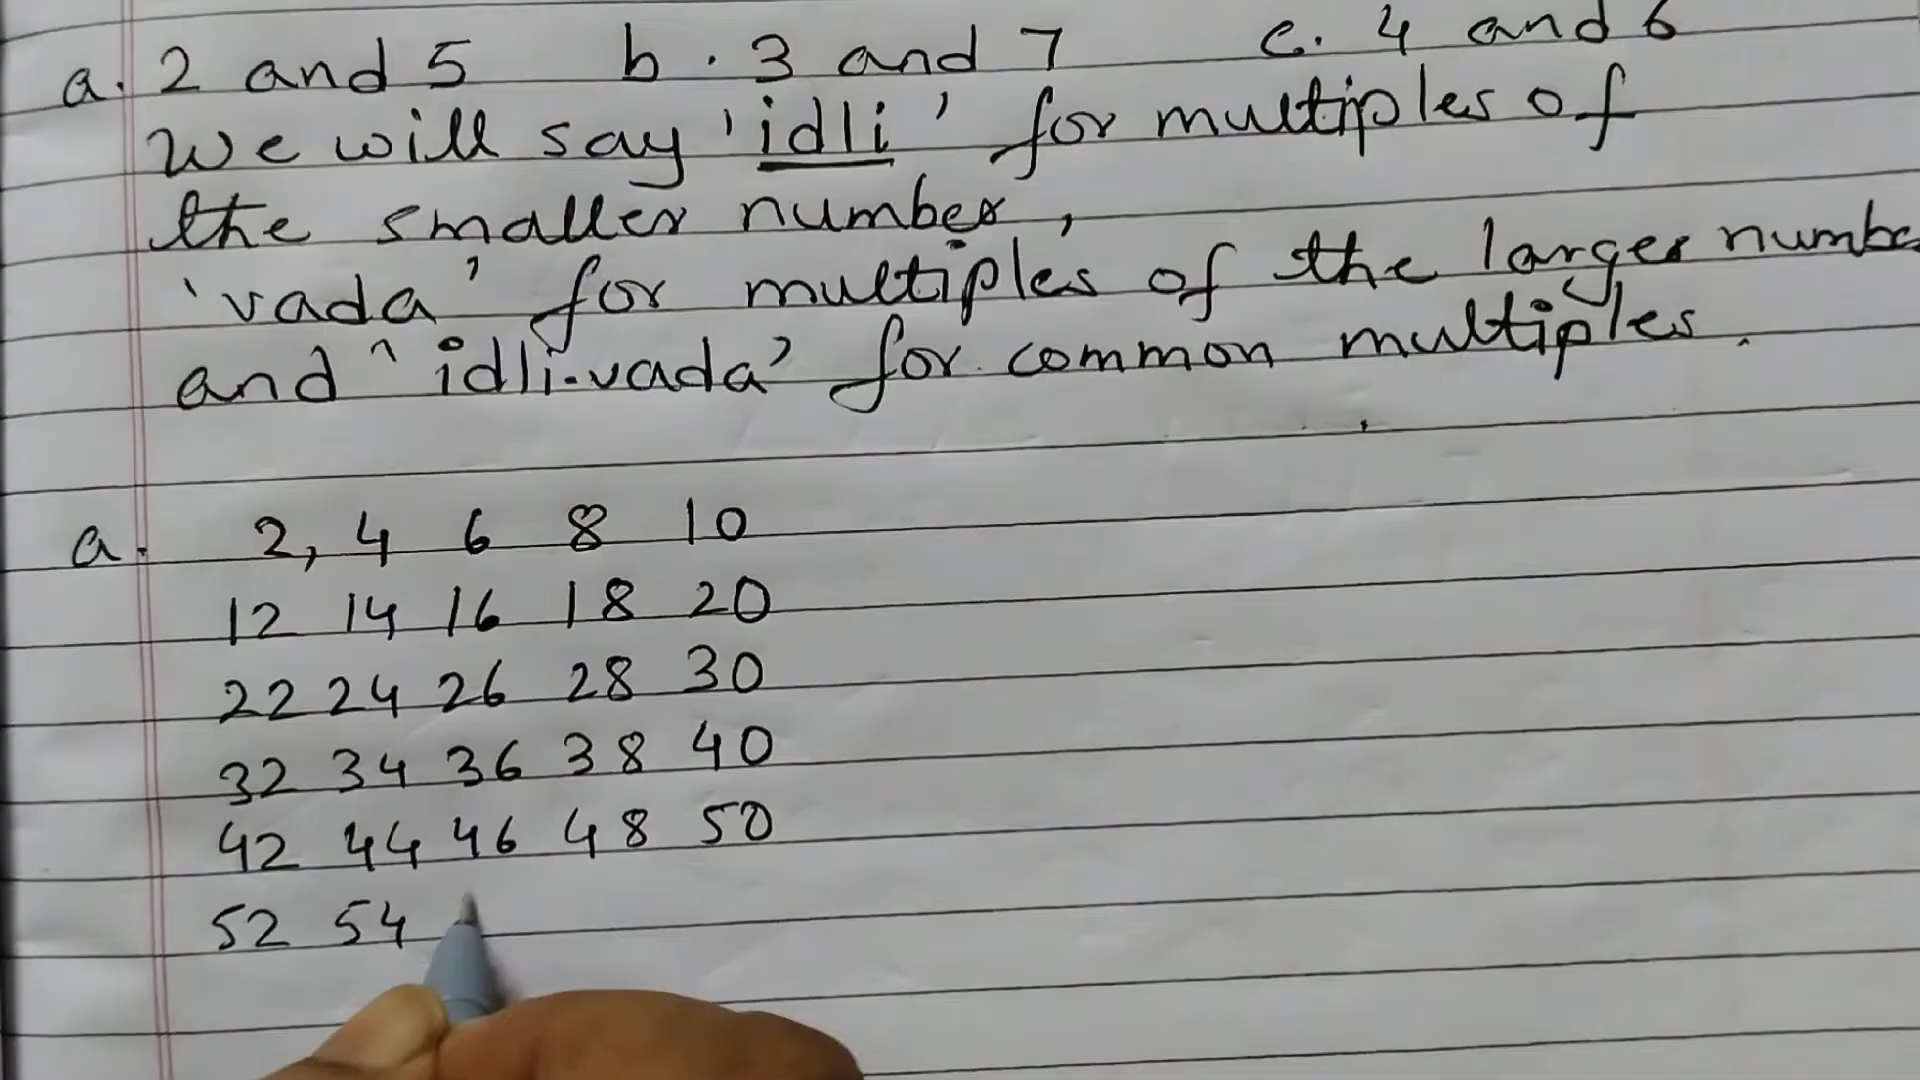 a. 2 and 5 b. 3 and 7 c. 4 and 6
We will say 'idli' for multiples of
the smaller number,
'vada' for multiples of the larger numbe
and 'idli-vada' for common multiples.
a. 2, 4 6 8 10
12 14 16 18 20
22 24 26 28 30
32 34 36 38 40
42 44 46 48 50
52 54